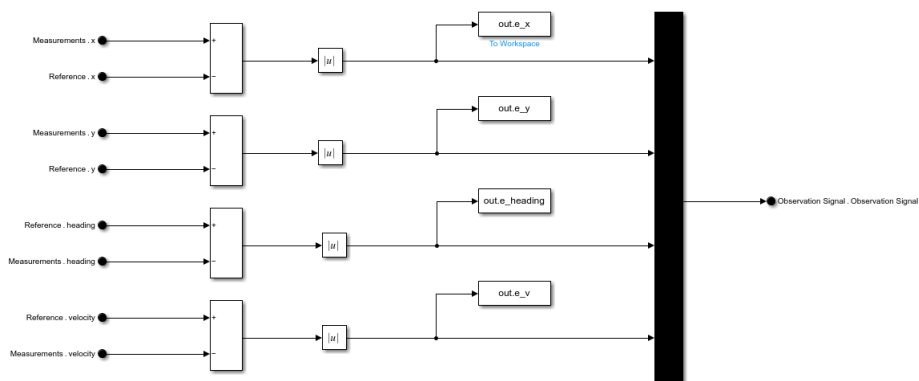 out.e_x
To Workspace
Measurements . x
+
|u|
Reference . x
−
out.e_y
Measurements . y
+
|u|
Reference . y
−
out.e_heading
Observation Signal . Observation Signal
Reference . heading
+
|u|
Measurements . heading
−
out.e_v
Reference . velocity
+
|u|
Measurements . velocity
−